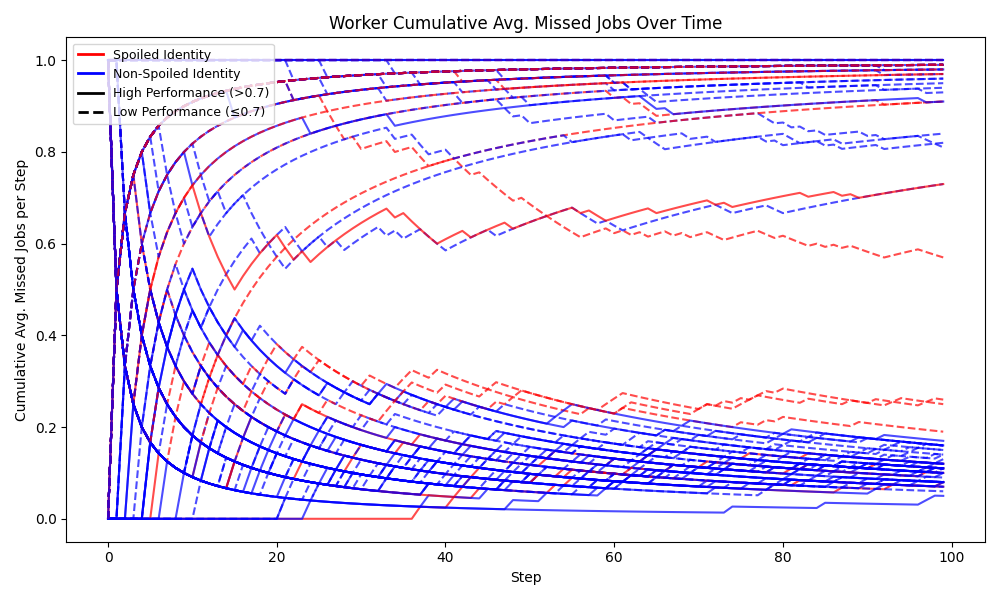 Worker Cumulative Avg. Missed Jobs Over Time
Spoiled Identity
Non-Spoiled Identity
High Performance (>0.7)
Low Performance (≤0.7)
Cumulative Avg. Missed Jobs per Step
1.0
0.8
0.6
0.4
0.2
0.0
0 20 40 60 80 100
Step